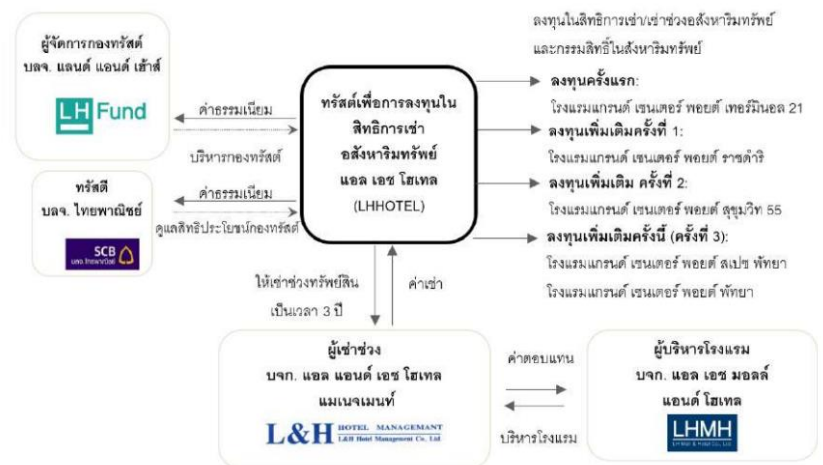 ลงทุนในสิทธิการเช่า/เช่าช่วงอสังหาริมทรัพย์
และกรรมสิทธิ์ในสังหาริมทรัพย์
ผู้จัดการกองทรัสต์
บลจ. แลนด์ แอนด์ เฮ้าส์
LH Fund
ค่าธรรมเนียม
บริหารกองทรัสต์
ทรัสตี
บลจ. ไทยพาณิชย์
SCB
บลจ. ไทยพาณิชย์
ค่าธรรมเนียม
ดูแลสิทธิประโยชน์กองทรัสต์
ทรัสต์เพื่อการลงทุนใน
สิทธิการเช่า
อสังหาริมทรัพย์
แอล เอช โฮเทล
(LHHOTEL)
ลงทุนครั้งแรก:
โรงแรมแกรนด์ เซนเตอร์ พอยต์ เทอร์มินอล 21
ลงทุนเพิ่มเติมครั้งที่ 1:
โรงแรมแกรนด์ เซนเตอร์ พอยต์ ราชดำริ
ลงทุนเพิ่มเติม ครั้งที่ 2:
โรงแรมแกรนด์ เซนเตอร์ พอยต์ สุขุมวิท 55
ลงทุนเพิ่มเติมครั้งนี้ (ครั้งที่ 3):
โรงแรมแกรนด์ เซนเตอร์ พอยต์ สเปซ พัทยา
โรงแรมแกรนด์ เซนเตอร์ พอยต์ พัทยา
ให้เช่าช่วงทรัพย์สิน
เป็นเวลา 3 ปี
ค่าเช่า
ผู้เช่าช่วง
บจก. แอล แอนด์ เอช โฮเทล
แมเนจเมนท์
L&H HOTEL MANAGEMANT
L&H Hotel Management Co., Ltd.
ค่าตอบแทน
บริหารโรงแรม
ผู้บริหารโรงแรม
บจก. แอล เอช มอลล์
แอนด์ โฮเทล
LHMH
LH Mall & Hotel Co., Ltd.